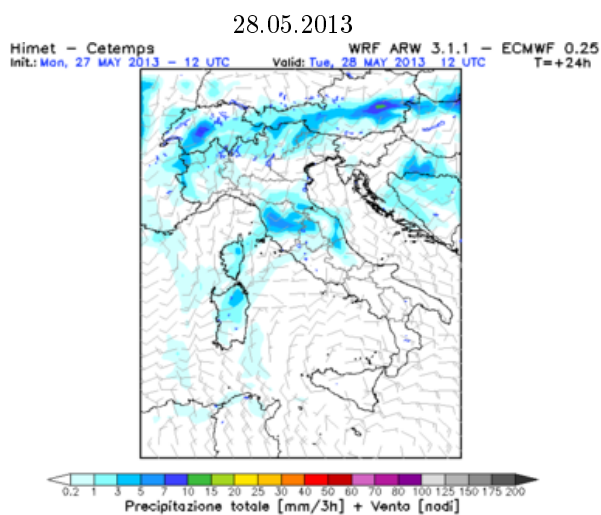 28.05.2013
Himet – Cetemps WRF ARW 3.1.1 – ECMWF 0.25
Init.: Mon, 27 MAY 2013 – 12 UTC Valid: Tue, 28 MAY 2013 12 UTC T=+24h
0.2 1 3 5 7 10 15 20 25 30 40 50 60 70 80 100 125 150 175 200
Precipitazione totale [mm/3h] + Vento [nodi]